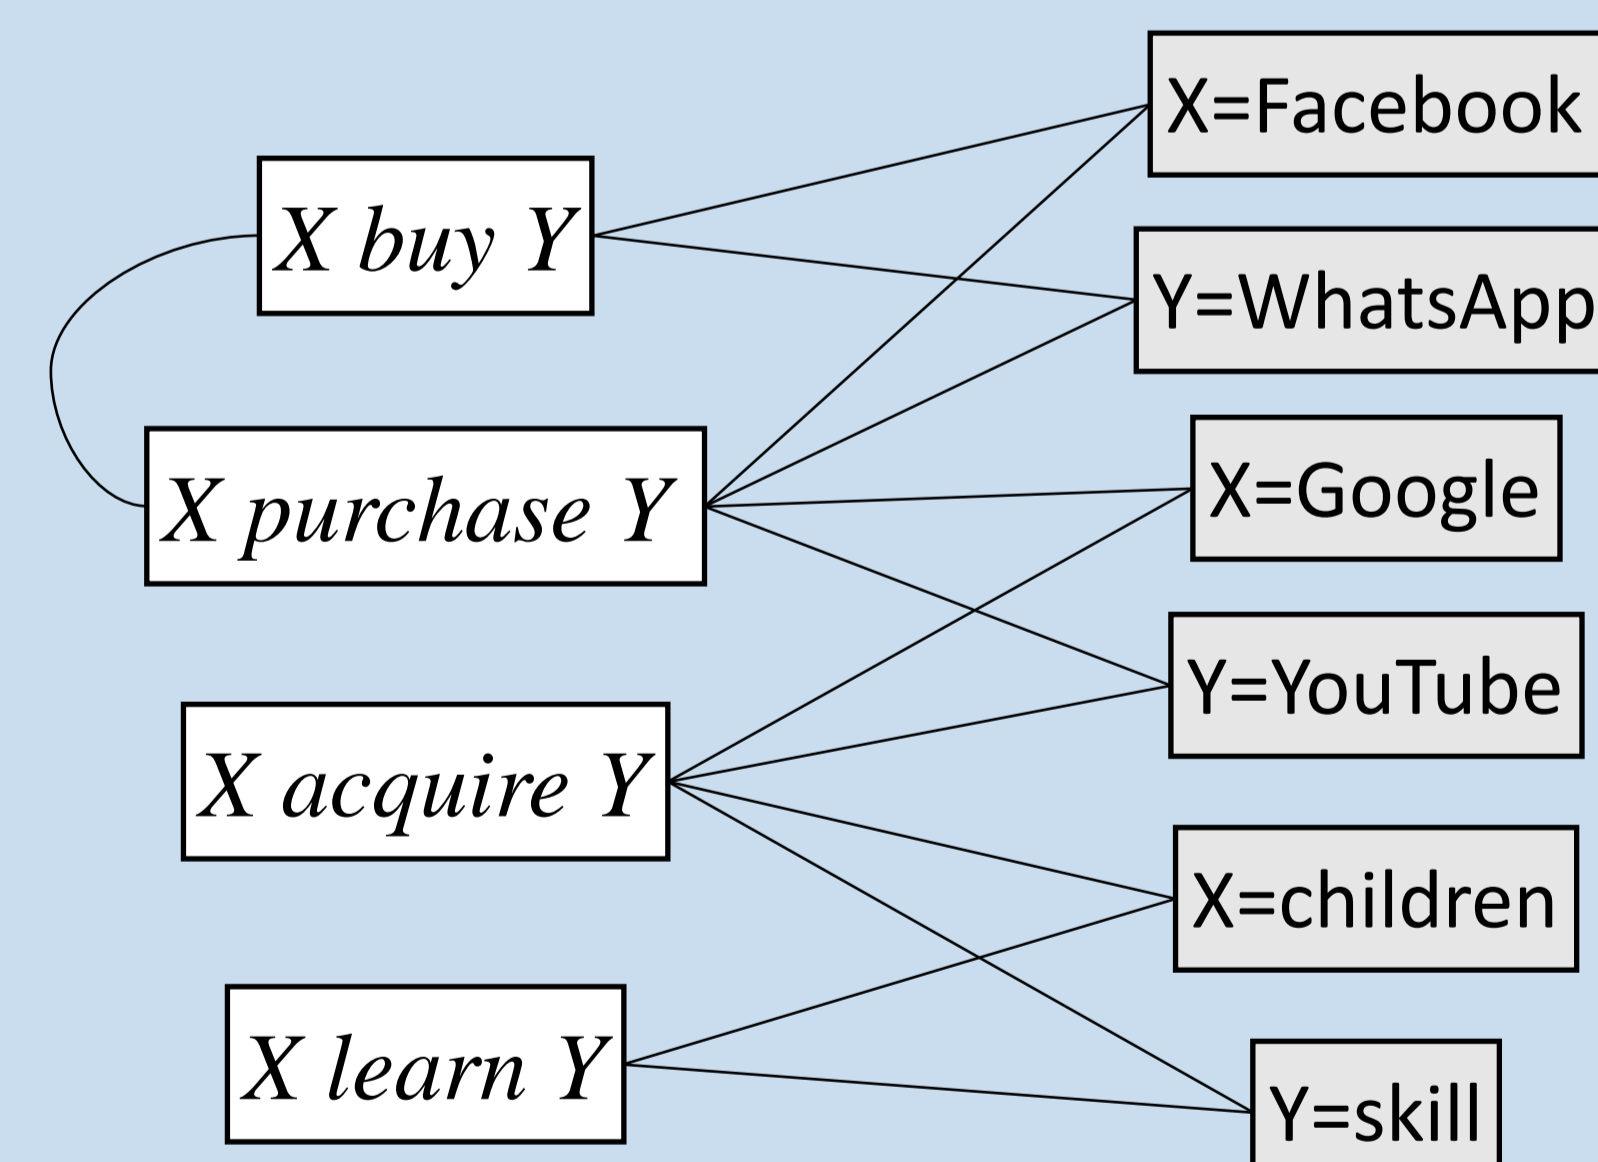 X buy Y
X purchase Y
X acquire Y
X learn Y
X=Facebook
Y=WhatsApp
X=Google
Y=YouTube
X=children
Y=skill